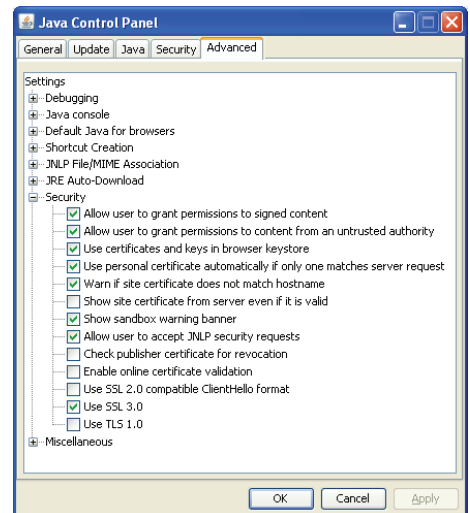 Java Control Panel
General Update Java Security Advanced
Settings
Debugging
Java console
Default Java for browsers
Shortcut Creation
JNLP File/MIME Association
JRE Auto-Download
Security
Allow user to grant permissions to signed content
Allow user to grant permissions to content from an untrusted authority
Use certificates and keys in browser keystore
Use personal certificate automatically if only one matches server request
Warn if site certificate does not match hostname
Show site certificate from server even if it is valid
Show sandbox warning banner
Allow user to accept JNLP security requests
Check publisher certificate for revocation
Enable online certificate validation
Use SSL 2.0 compatible ClientHello format
Use SSL 3.0
Use TLS 1.0
Miscellaneous
OK Cancel Apply